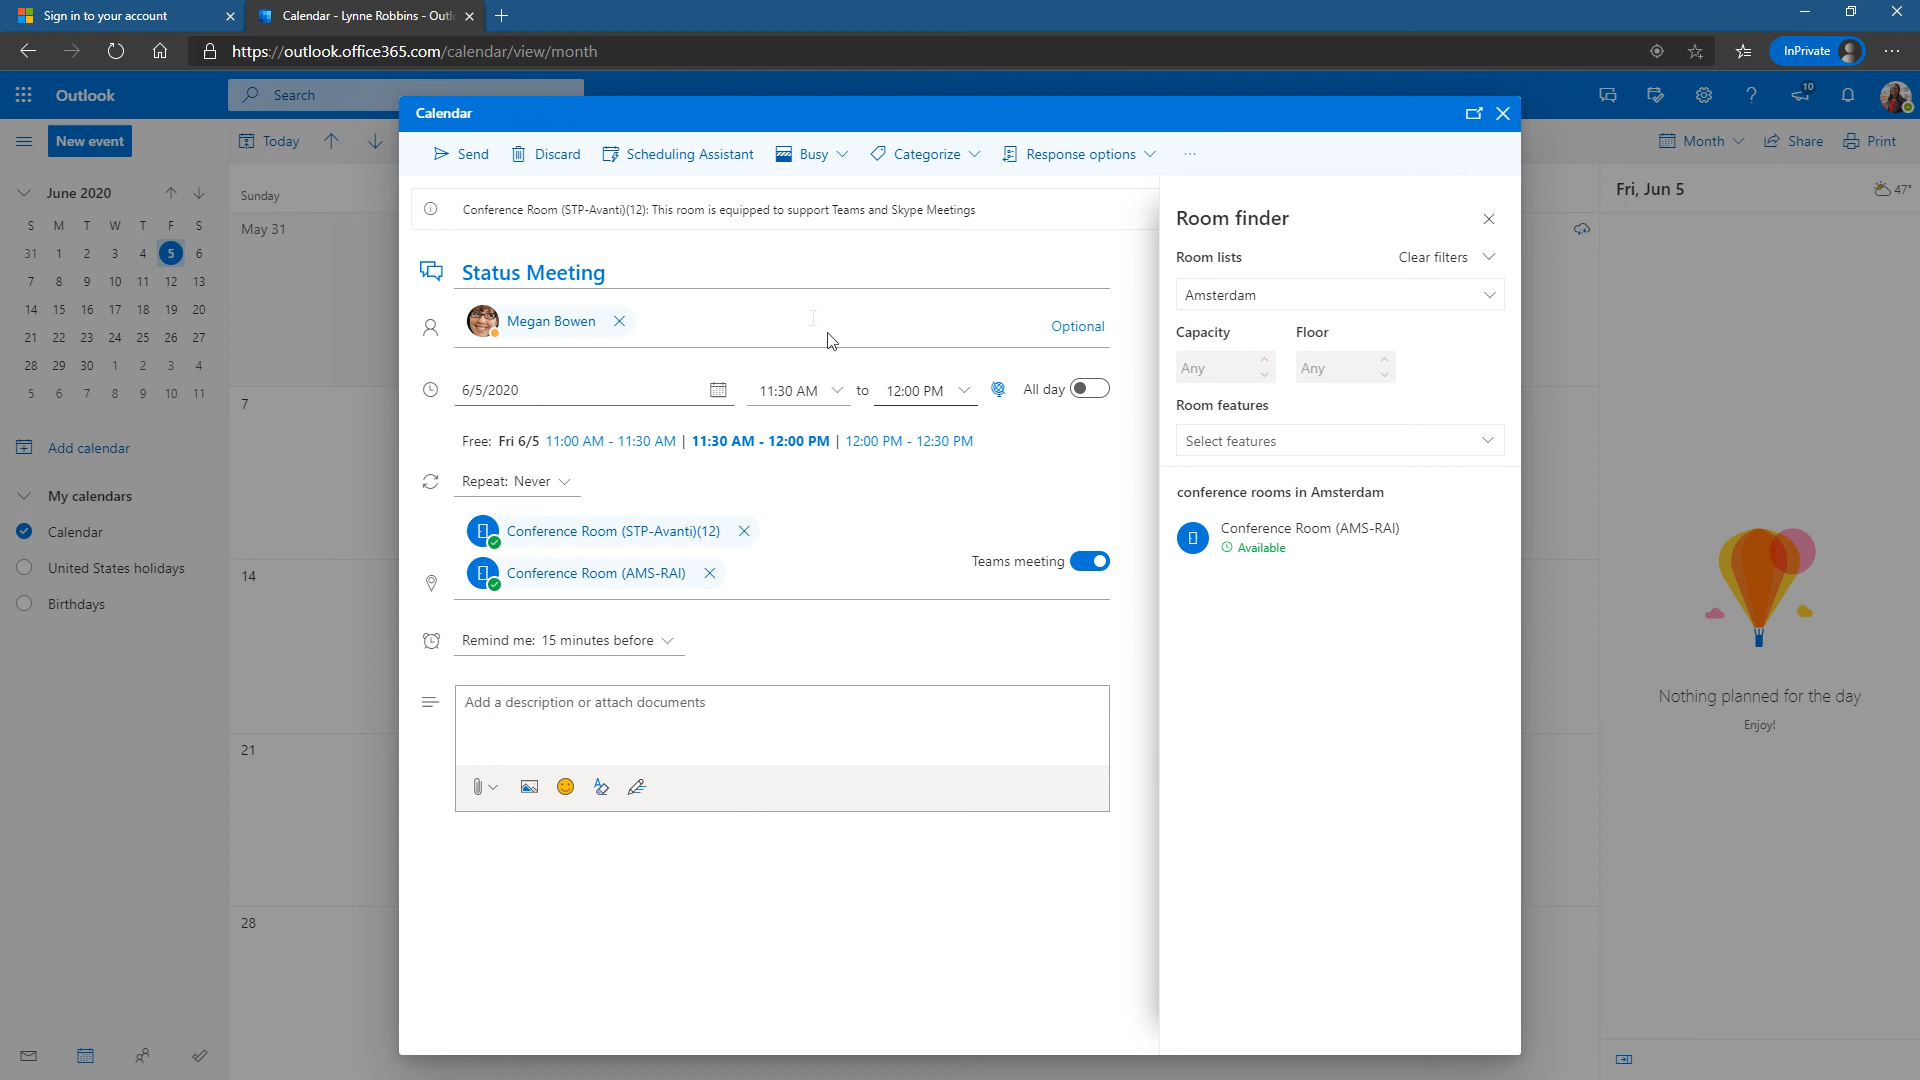 Sign in to your account
Calendar - Lynne Robbins - Outl
https://outlook.office365.com/calendar/view/month
InPrivate
Outlook
Search
10
New event
Today
Month
Share
Print
June 2020
S M T W T F S
31 1 2 3 4 5 6
7 8 9 10 11 12 13
14 15 16 17 18 19 20
21 22 23 24 25 26 27
28 29 30 1 2 3 4
5 6 7 8 9 10 11
Add calendar
My calendars
Calendar
United States holidays
Birthdays
Sunday
May 31
7
14
21
28
Calendar
Send
Discard
Scheduling Assistant
Busy
Categorize
Response options
Conference Room (STP-Avanti)(12): This room is equipped to support Teams and Skype Meetings
Status Meeting
Megan Bowen
Optional
6/5/2020
11:30 AM to 12:00 PM
All day
Free: Fri 6/5 11:00 AM - 11:30 AM | 11:30 AM - 12:00 PM | 12:00 PM - 12:30 PM
Repeat: Never
Conference Room (STP-Avanti)(12)
Conference Room (AMS-RAI)
Teams meeting
Remind me: 15 minutes before
Add a description or attach documents
Room finder
Room lists
Clear filters
Amsterdam
Capacity
Floor
Any
Any
Room features
Select features
conference rooms in Amsterdam
Conference Room (AMS-RAI)
Available
Fri, Jun 5
47°
Nothing planned for the day
Enjoy!